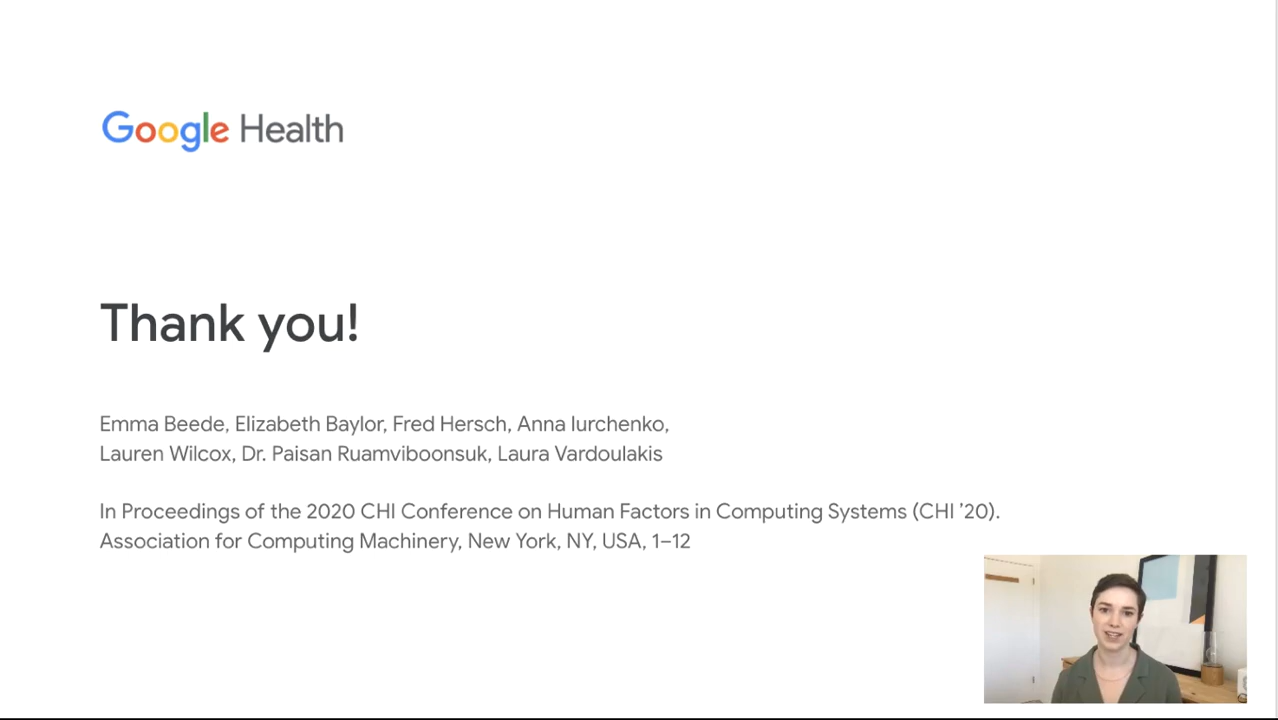 Google Health
Thank you!
Emma Beede, Elizabeth Baylor, Fred Hersch, Anna Iurchenko,
Lauren Wilcox, Dr. Paisan Ruamviboonsuk, Laura Vardoulakis
In Proceedings of the 2020 CHI Conference on Human Factors in Computing Systems (CHI ’20).
Association for Computing Machinery, New York, NY, USA, 1–12